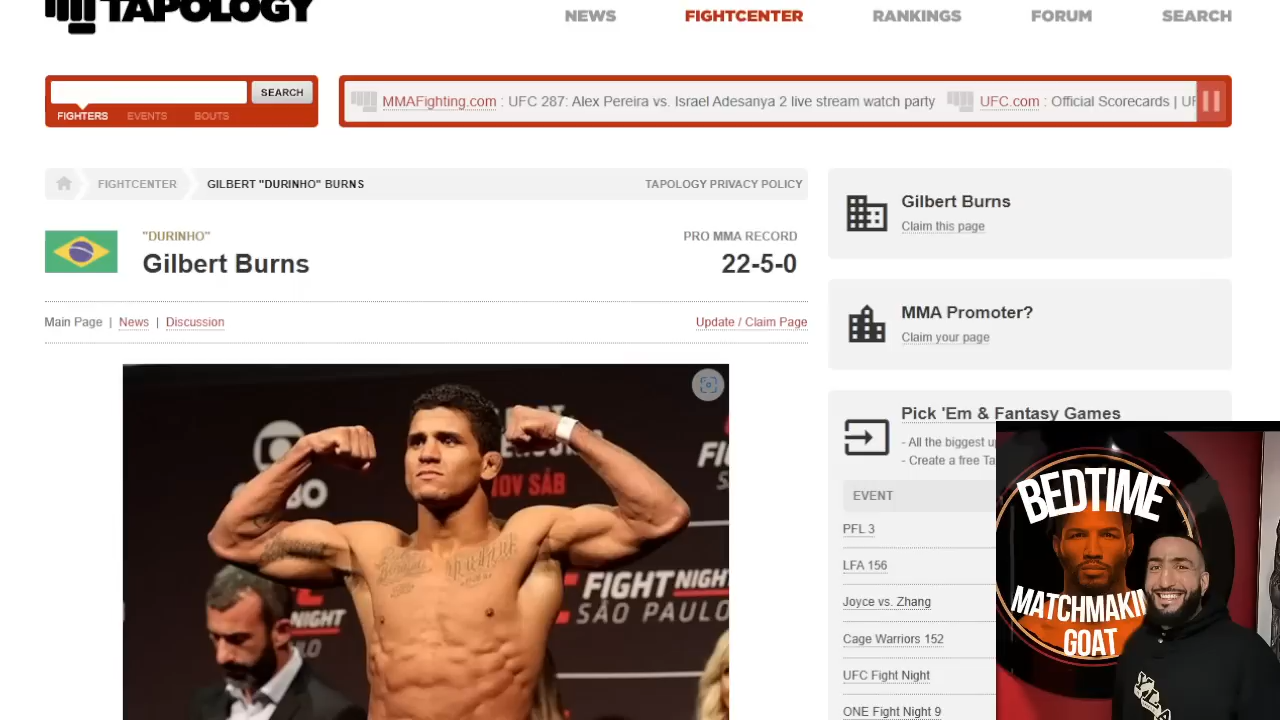 TAPOLOGY
NEWS
FIGHTCENTER
RANKINGS
FORUM
SEARCH
SEARCH
FIGHTERS
EVENTS
BOUTS
MMAFighting.com : UFC 287: Alex Pereira vs. Israel Adesanya 2 live stream watch party
UFC.com : Official Scorecards |
FIGHTCENTER
GILBERT "DURINHO" BURNS
TAPOLOGY PRIVACY POLICY
"DURINHO"
Gilbert Burns
PRO MMA RECORD
22-5-0
Main Page | News | Discussion
Update / Claim Page
NOV SÁB
FIGHT NIGHT
SÃO PAULO
NIGHT
Gilbert Burns
Claim this page
MMA Promoter?
Claim your page
Pick 'Em & Fantasy Games
- All the biggest
- Create a free
EVENT
PFL 3
LFA 156
Joyce vs. Zhang
Cage Warriors 152
UFC Fight Night
ONE Fight Night 9
BEDTIME
MATCHMAKI
GOAT